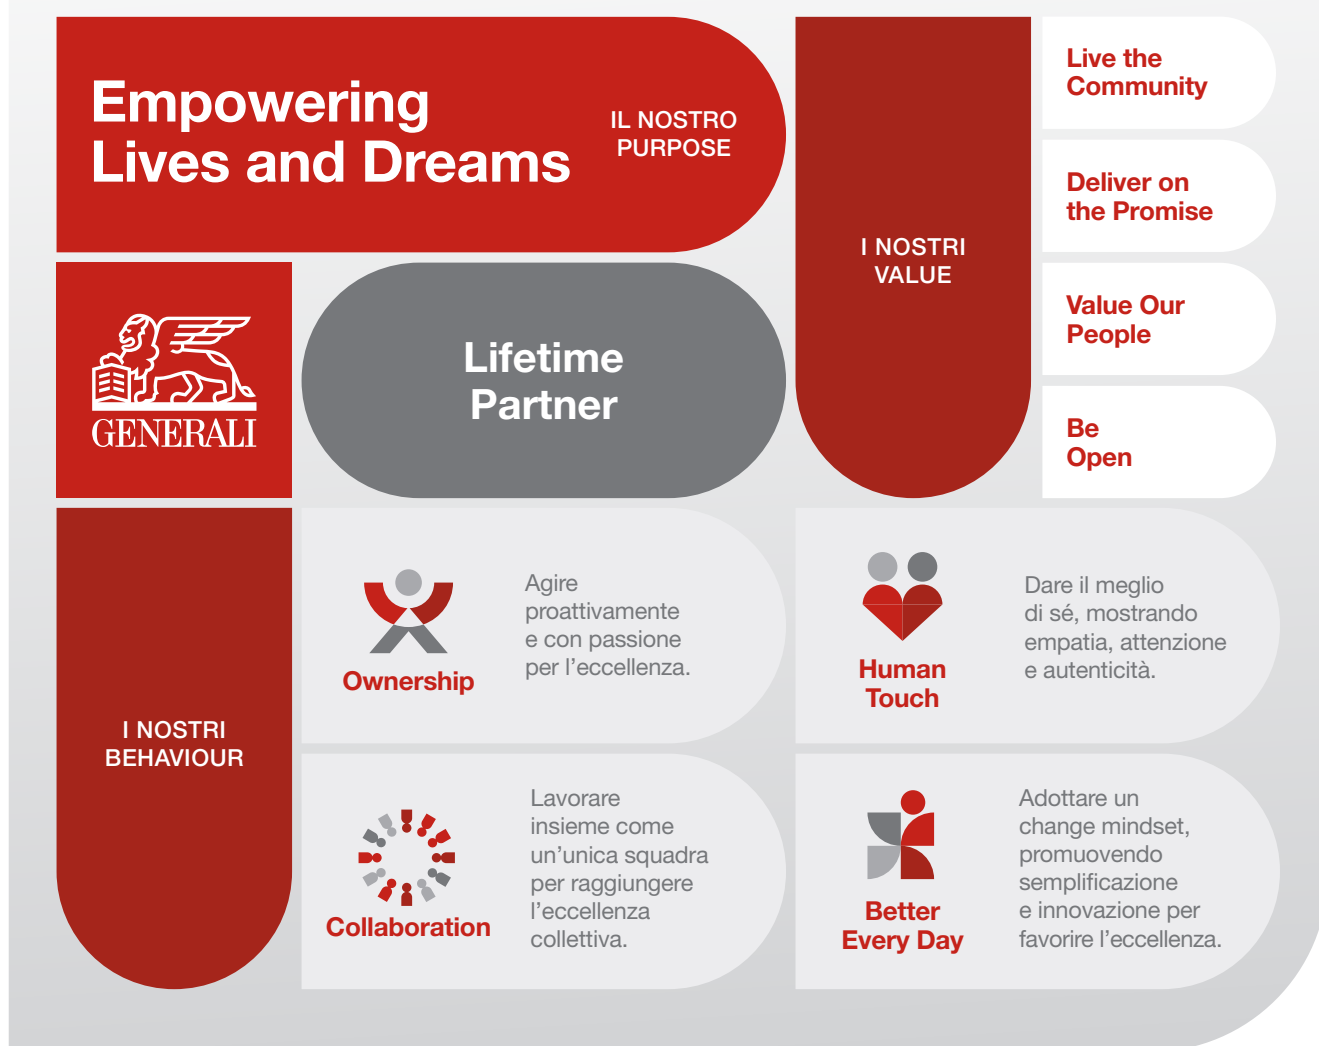 Empowering
Lives and Dreams
IL NOSTRO
PURPOSE
I NOSTRI
VALUE
Live the
Community
Deliver on
the Promise
Value Our
People
Be
Open
GENERALI
Lifetime
Partner
I NOSTRI
BEHAVIOUR
Ownership
Agire
proattivamente
e con passione
per l’eccellenza.
Human
Touch
Dare il meglio
di sé, mostrando
empatia, attenzione
e autenticità.
Collaboration
Lavorare
insieme come
un’unica squadra
per raggiungere
l’eccellenza
collettiva.
Better
Every Day
Adottare un
change mindset,
promuovendo
semplificazione
e innovazione per
favorire l’eccellenza.